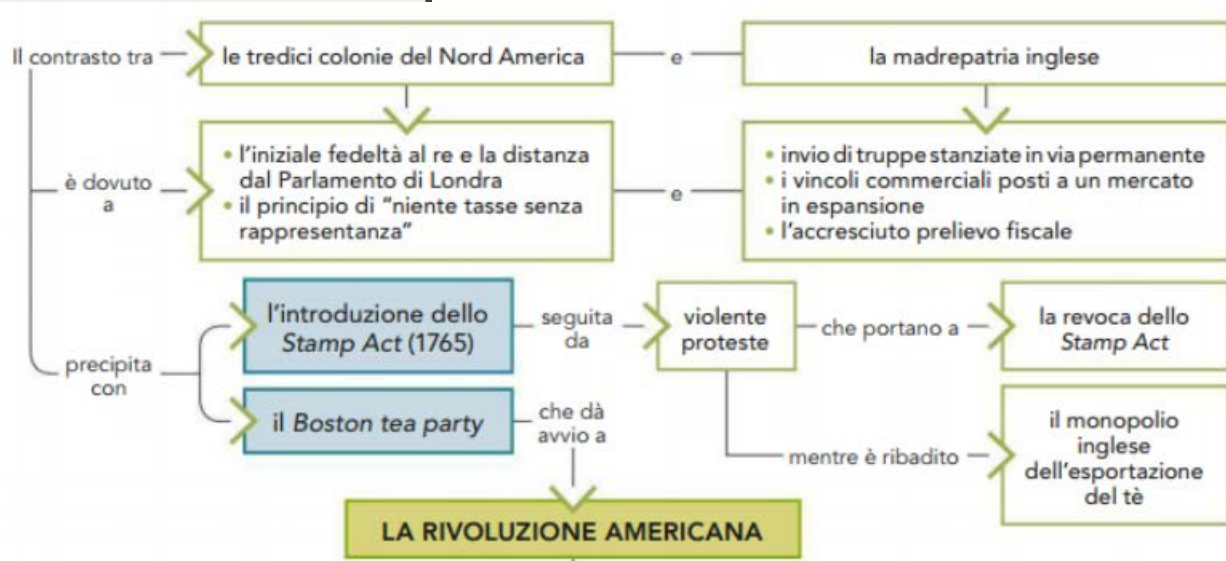 Il contrasto tra
le tredici colonie del Nord America
e
la madrepatria inglese
è dovuto
a
• l'iniziale fedeltà al re e la distanza
dal Parlamento di Londra
• il principio di "niente tasse senza
rappresentanza"
e
• invio di truppe stanziate in via permanente
• i vincoli commerciali posti a un mercato
in espansione
• l'accresciuto prelievo fiscale
precipita
con
l'introduzione dello
Stamp Act (1765)
seguita
da
violente
proteste
che portano a
la revoca dello
Stamp Act
mentre è ribadito
il monopolio
inglese
dell'esportazione
del tè
il Boston tea party
che dà
avvio a
LA RIVOLUZIONE AMERICANA